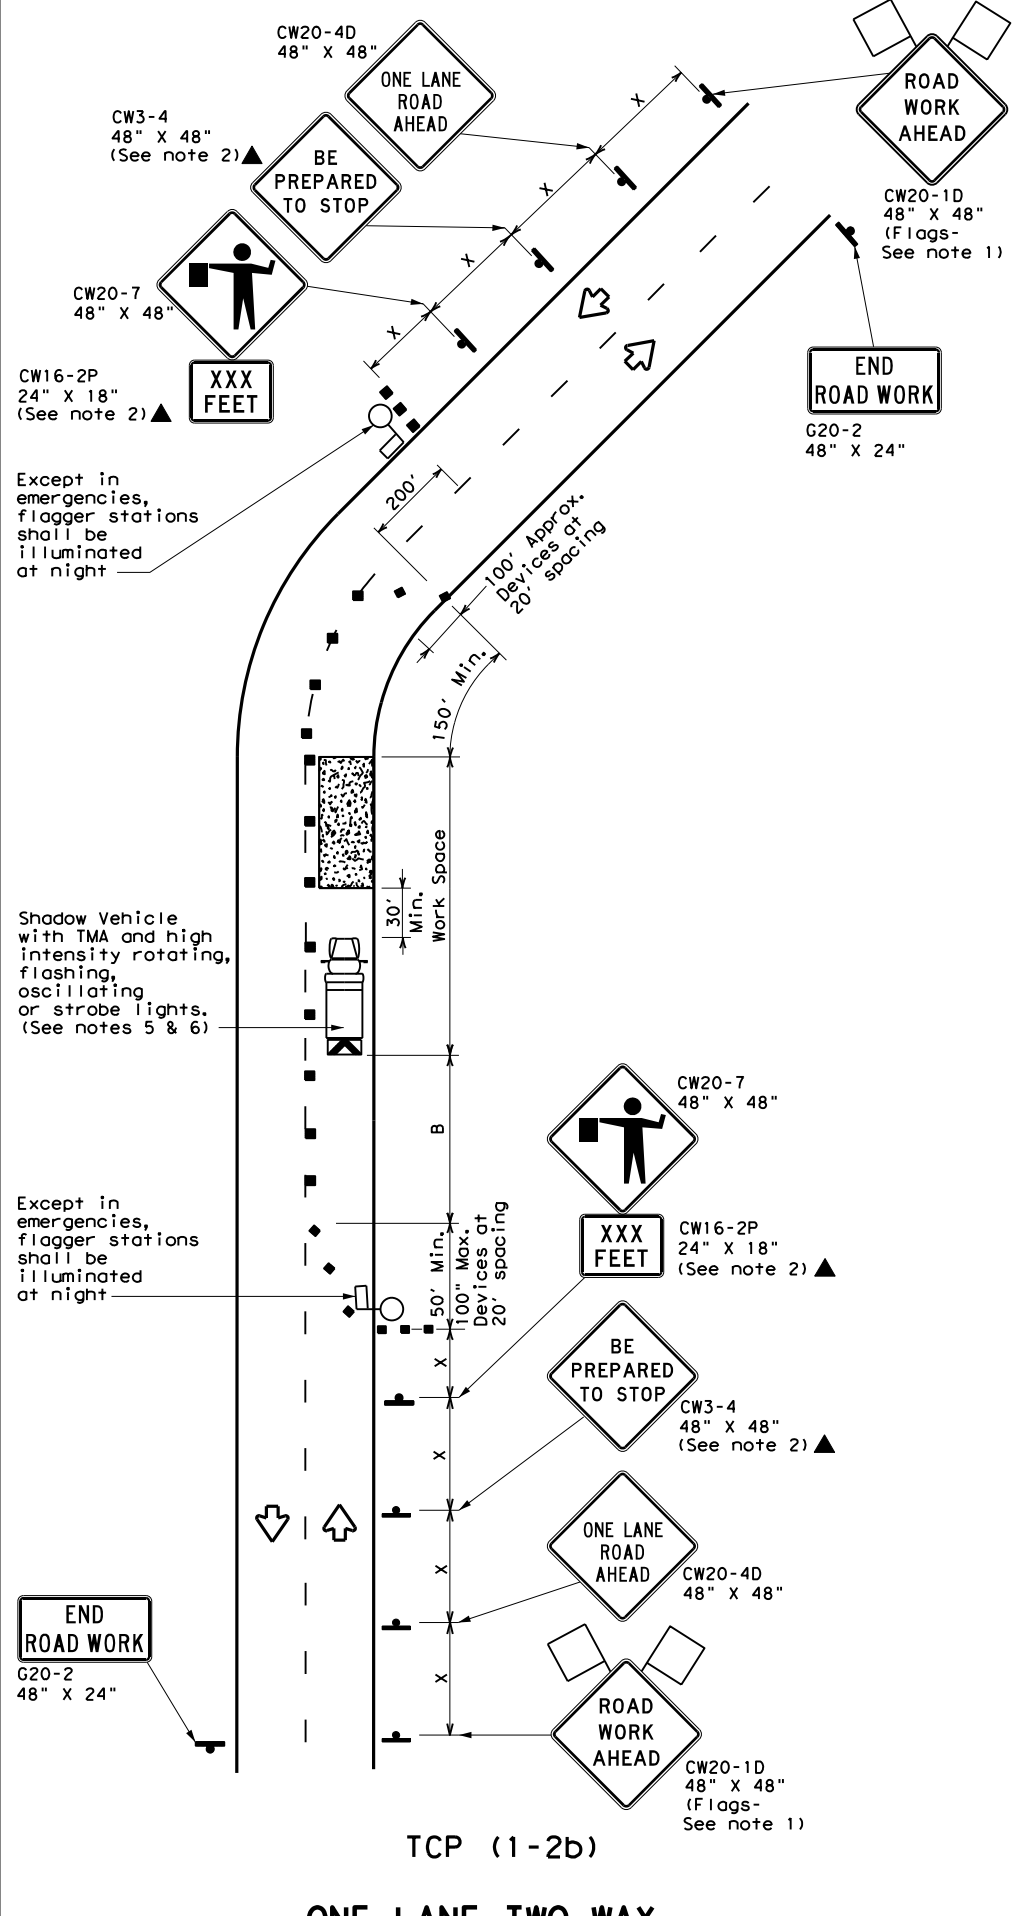 CW20-4D
48" X 48"
ONE LANE
ROAD
AHEAD
ROAD
WORK
AHEAD
CW20-1D
48" X 48"
(Flags-
See note 1)
CW3-4
48" X 48"
(See note 2)
BE
PREPARED
TO STOP
X
X
X
X
CW20-7
48" X 48"
CW16-2P
24" X 18"
(See note 2)
XXX
FEET
END
ROAD WORK
G20-2
48" X 24"
Except in
emergencies,
flagger stations
shall be
illuminated
at night
200'
100' Approx.
Devices at
20' spacing
150' Min.
Work Space
30'
Min.
Shadow Vehicle
with TMA and high
intensity rotating,
flashing,
oscillating
or strobe lights.
(See notes 5 & 6)
B
CW20-7
48" X 48"
XXX
FEET
CW16-2P
24" X 18"
(See note 2)
Except in
emergencies,
flagger stations
shall be
illuminated
at night
50' Min.
100" Max.
Devices at
20' spacing
X
BE
PREPARED
TO STOP
CW3-4
48" X 48"
(See note 2)
X
ONE LANE
ROAD
AHEAD
CW20-4D
48" X 48"
X
END
ROAD WORK
G20-2
48" X 24"
X
ROAD
WORK
AHEAD
CW20-1D
48" X 48"
(Flags-
See note 1)
TCP (1-2b)
ONE LANE TWO WAY